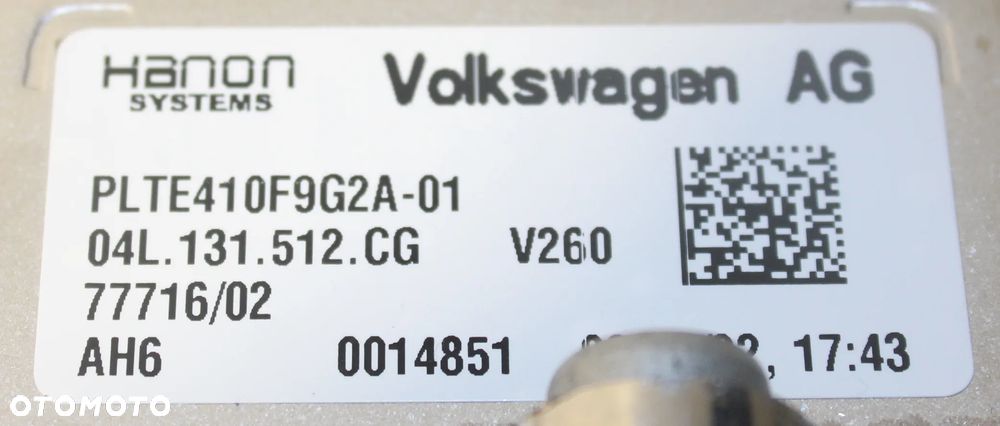 Hanon Volkswagen AG
SYSTEMS
PLTE410F9G2A-01
04L.131.512.CG V260
77716/02
AH6 0014851 17:43
OTOMOTO